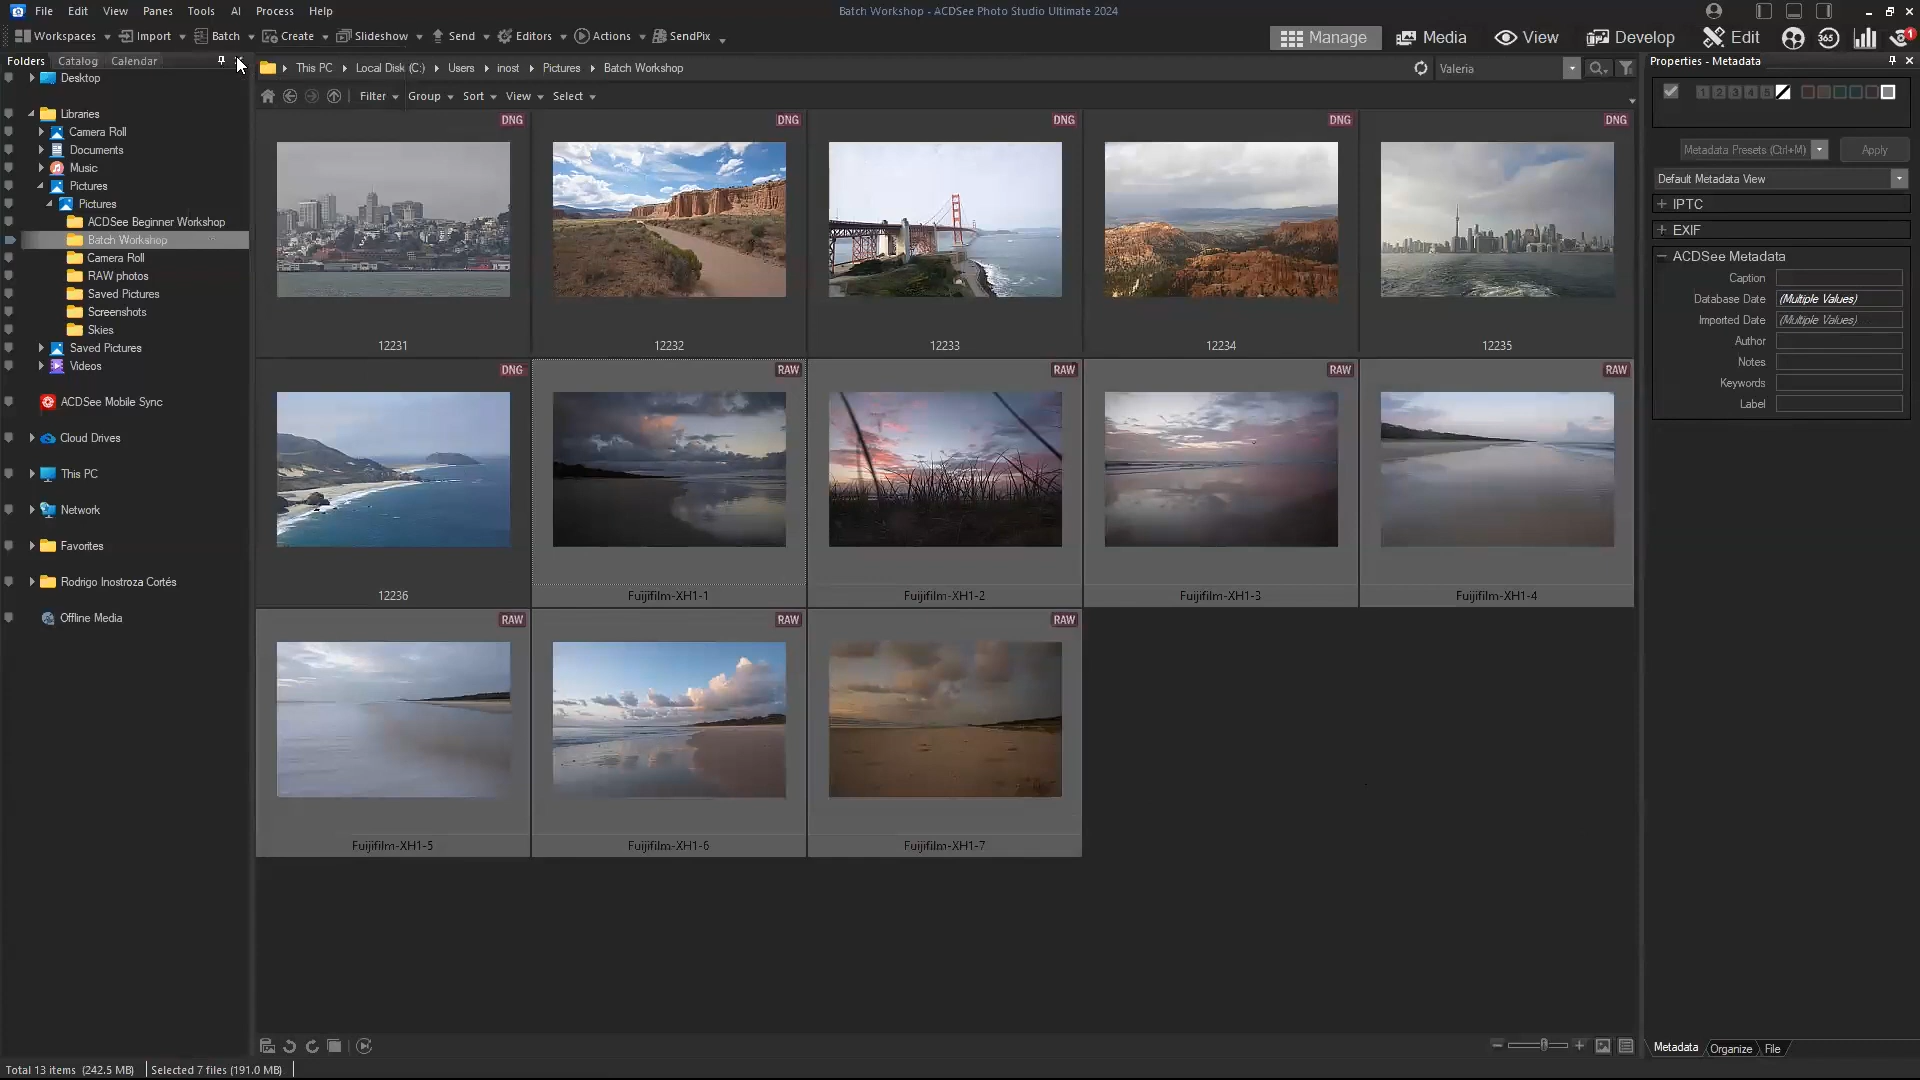 File Edit View Panes Tools AI Process Help
Batch Workshop - ACDSee Photo Studio Ultimate 2024
Workspaces Import Batch Create Slideshow Send Editors Actions SendPix
Manage Media View Develop Edit 365 1
Folders Catalog Calendar
This PC Local Disk (C:) Users inost Pictures Batch Workshop
Valeria
Properties - Metadata
Filter Group Sort View Select
1 2 3 4 5
Metadata Presets (Ctrl+M) Apply
Default Metadata View
IPTC
EXIF
ACDSee Metadata
Caption
Database Date (Multiple Values)
Imported Date (Multiple Values)
Author
Notes
Keywords
Label
Desktop
Libraries
Camera Roll
Documents
Music
Pictures
Pictures
ACDSee Beginner Workshop
Batch Workshop
Camera Roll
RAW photos
Saved Pictures
Screenshots
Skies
Saved Pictures
Videos
ACDSee Mobile Sync
Cloud Drives
This PC
Network
Favorites
Rodrigo Inostroza Cortés
Offline Media
DNG DNG DNG DNG DNG
12231 12232 12233 12234 12235
DNG RAW RAW RAW RAW
12236 Fuijifilm-XH1-1 Fuijifilm-XH1-2 Fuijifilm-XH1-3 Fuijifilm-XH1-4
RAW RAW RAW
Fuijifilm-XH1-5 Fuijifilm-XH1-6 Fuijifilm-XH1-7
Metadata Organize File
Total 13 items (242.5 MB) Selected 7 files (191.0 MB)